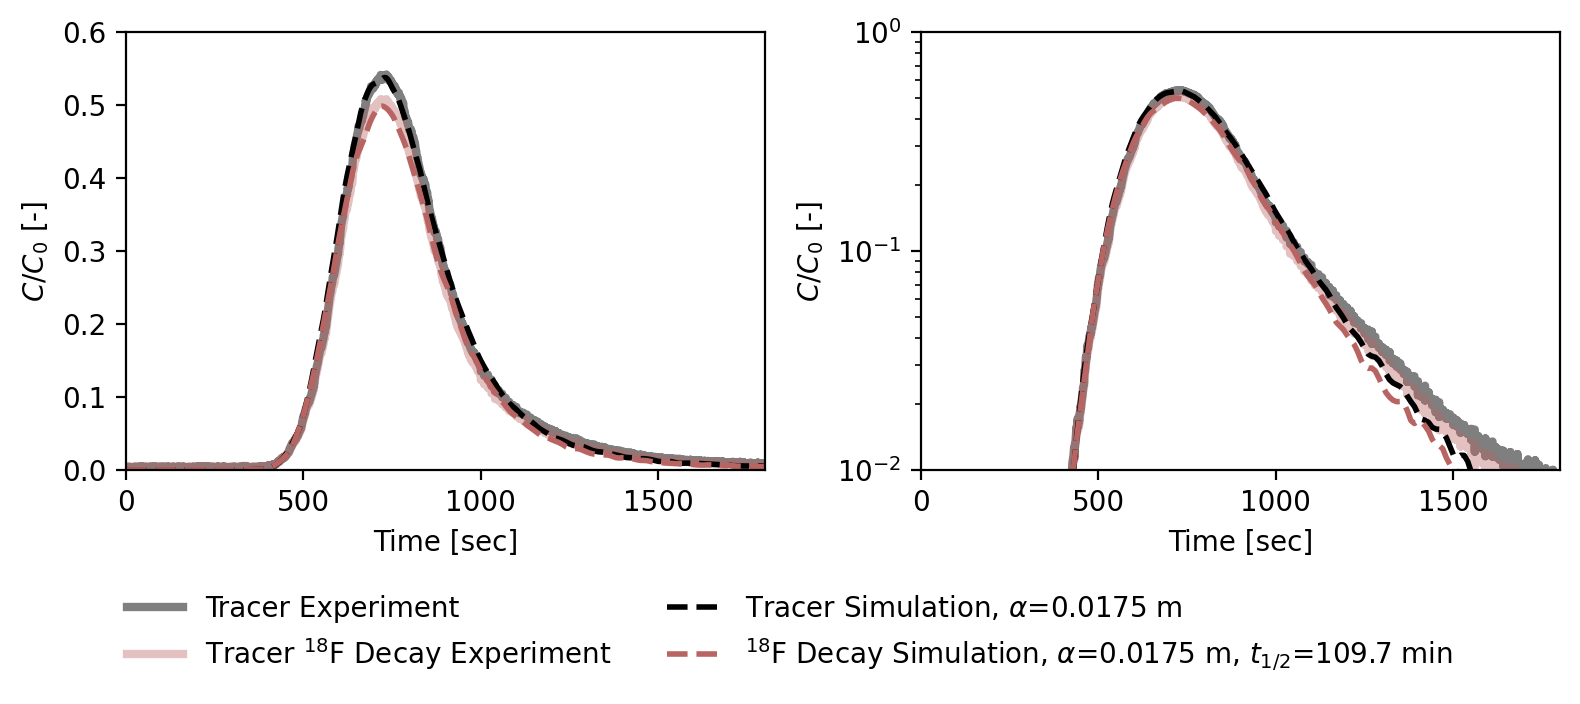 0.6
0.5
0.4
0.3
0.2
0.1
0.0
C/C₀ [-]
0 500 1000 1500
Time [sec]
10⁰
10⁻¹
10⁻²
C/C₀ [-]
0 500 1000 1500
Time [sec]
Tracer Experiment
Tracer ¹⁸F Decay Experiment
Tracer Simulation, α=0.0175 m
¹⁸F Decay Simulation, α=0.0175 m, t₁/₂=109.7 min